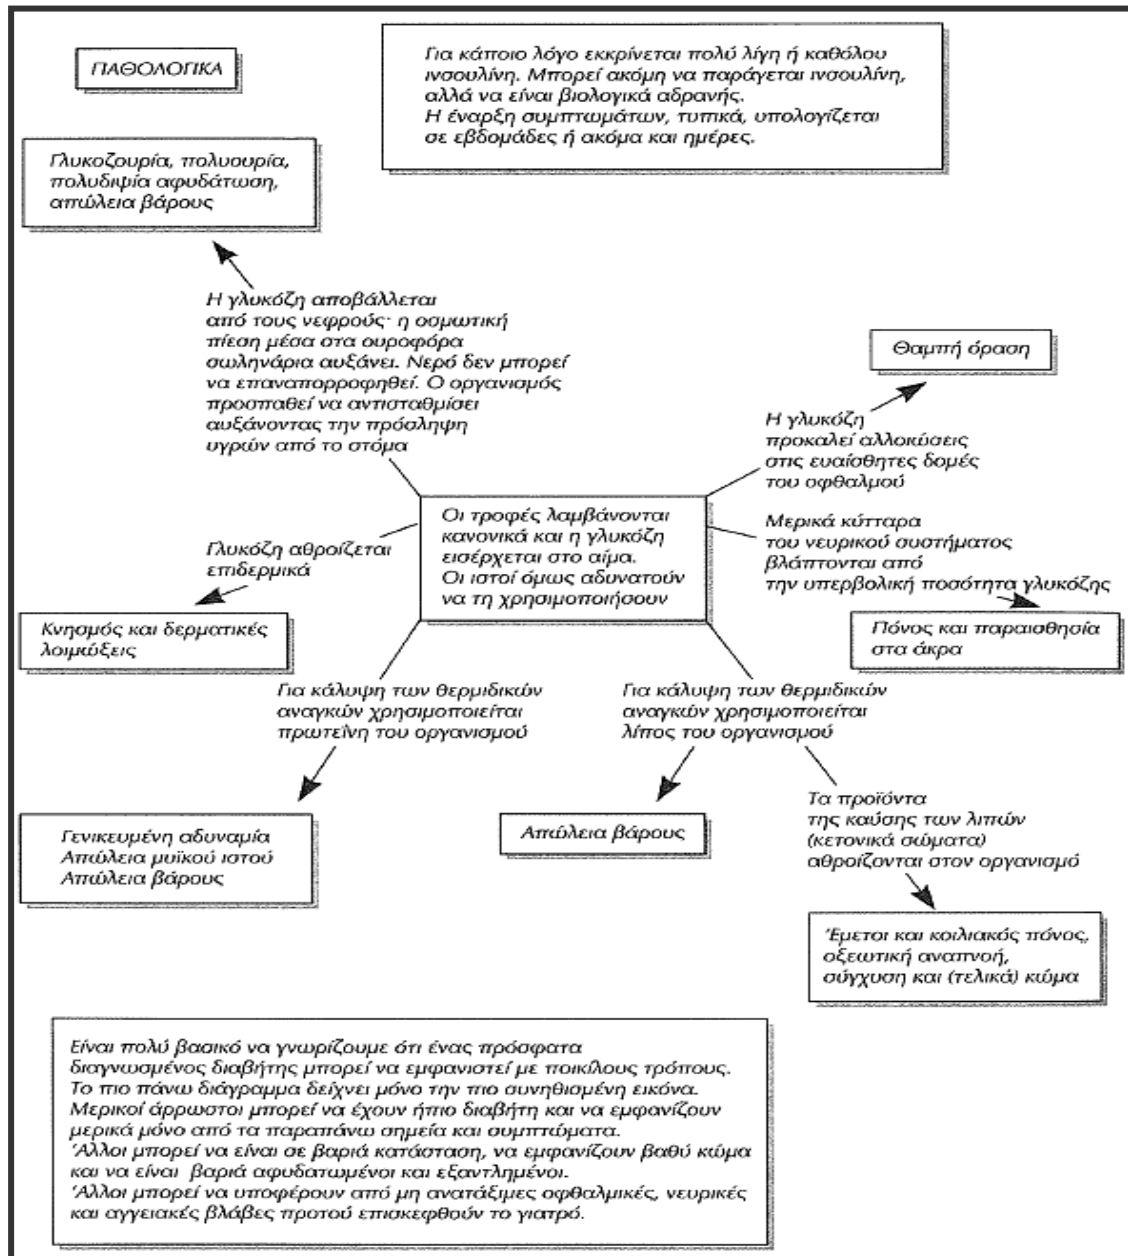 ΠΑΘΟΛΟΓΙΚΑ
Για κάποιο λόγο εκκρίνεται πολύ λίγη ή καθόλου
ινσουλίνη. Μπορεί ακόμη να παράγεται ινσουλίνη,
αλλά να είναι βιολογικά αδρανής.
Η έναρξη συμπτωμάτων, τυπικά, υπολογίζεται
σε εβδομάδες ή ακόμα και ημέρες.
Γλυκοζουρία, πολυουρία,
πολυδιψία αφυδάτωση,
απώλεια βάρους
Η γλυκόζη αποβάλλεται
από τους νεφρούς· η οσμωτική
πίεση μέσα στα ουροφόρα
σωληνάρια αυξάνει. Νερό δεν μπορεί
να επαναπορροφηθεί. Ο οργανισμός
προσπαθεί να αντισταθμίσει
αυξάνοντας την πρόσληψη
υγρών από το στόμα
Θαμπή όραση
Η γλυκόζη
προκαλεί αλλοιώσεις
στις ευαίσθητες δομές
του οφθαλμού
Οι τροφές λαμβάνονται
κανονικά και η γλυκόζη
εισέρχεται στο αίμα.
Οι ιστοί όμως αδυνατούν
να τη χρησιμοποιήσουν
Μερικά κύτταρα
του νευρικού συστήματος
βλάπτονται από
την υπερβολική ποσότητα γλυκόζης
Γλυκόζη αθροίζεται
επιδερμικά
Κνησμός και δερματικές
λοιμώξεις
Πόνος και παραισθησία
στα άκρα
Για κάλυψη των θερμιδικών
αναγκών χρησιμοποιείται
πρωτεΐνη του οργανισμού
Για κάλυψη των θερμιδικών
αναγκών χρησιμοποιείται
λίπος του οργανισμού
Γενικευμένη αδυναμία
Απώλεια μυϊκού ιστού
Απώλεια βάρους
Απώλεια βάρους
Τα προϊόντα
της καύσης των λιπών
(κετονικά σώματα)
αθροίζονται στον οργανισμό
Έμετοι και κοιλιακός πόνος,
οξεωτική αναπνοή,
σύγχυση και (τελικά) κώμα
Είναι πολύ βασικό να γνωρίζουμε ότι ένας πρόσφατα
διαγνωσμένος διαβήτης μπορεί να εμφανιστεί με ποικίλους τρόπους.
Το πιο πάνω διάγραμμα δείχνει μόνο την πιο συνηθισμένη εικόνα.
Μερικοί άρρωστοι μπορεί να έχουν ήπιο διαβήτη και να εμφανίζουν
μερικά μόνο από τα παραπάνω σημεία και συμπτώματα.
Άλλοι μπορεί να είναι σε βαριά κατάσταση, να εμφανίζουν βαθύ κώμα
και να είναι βαριά αφυδατωμένοι και εξαντλημένοι.
Άλλοι μπορεί να υποφέρουν από μη ανατάξιμες οφθαλμικές, νευρικές
και αγγειακές βλάβες προτού επισκεφθούν το γιατρό.